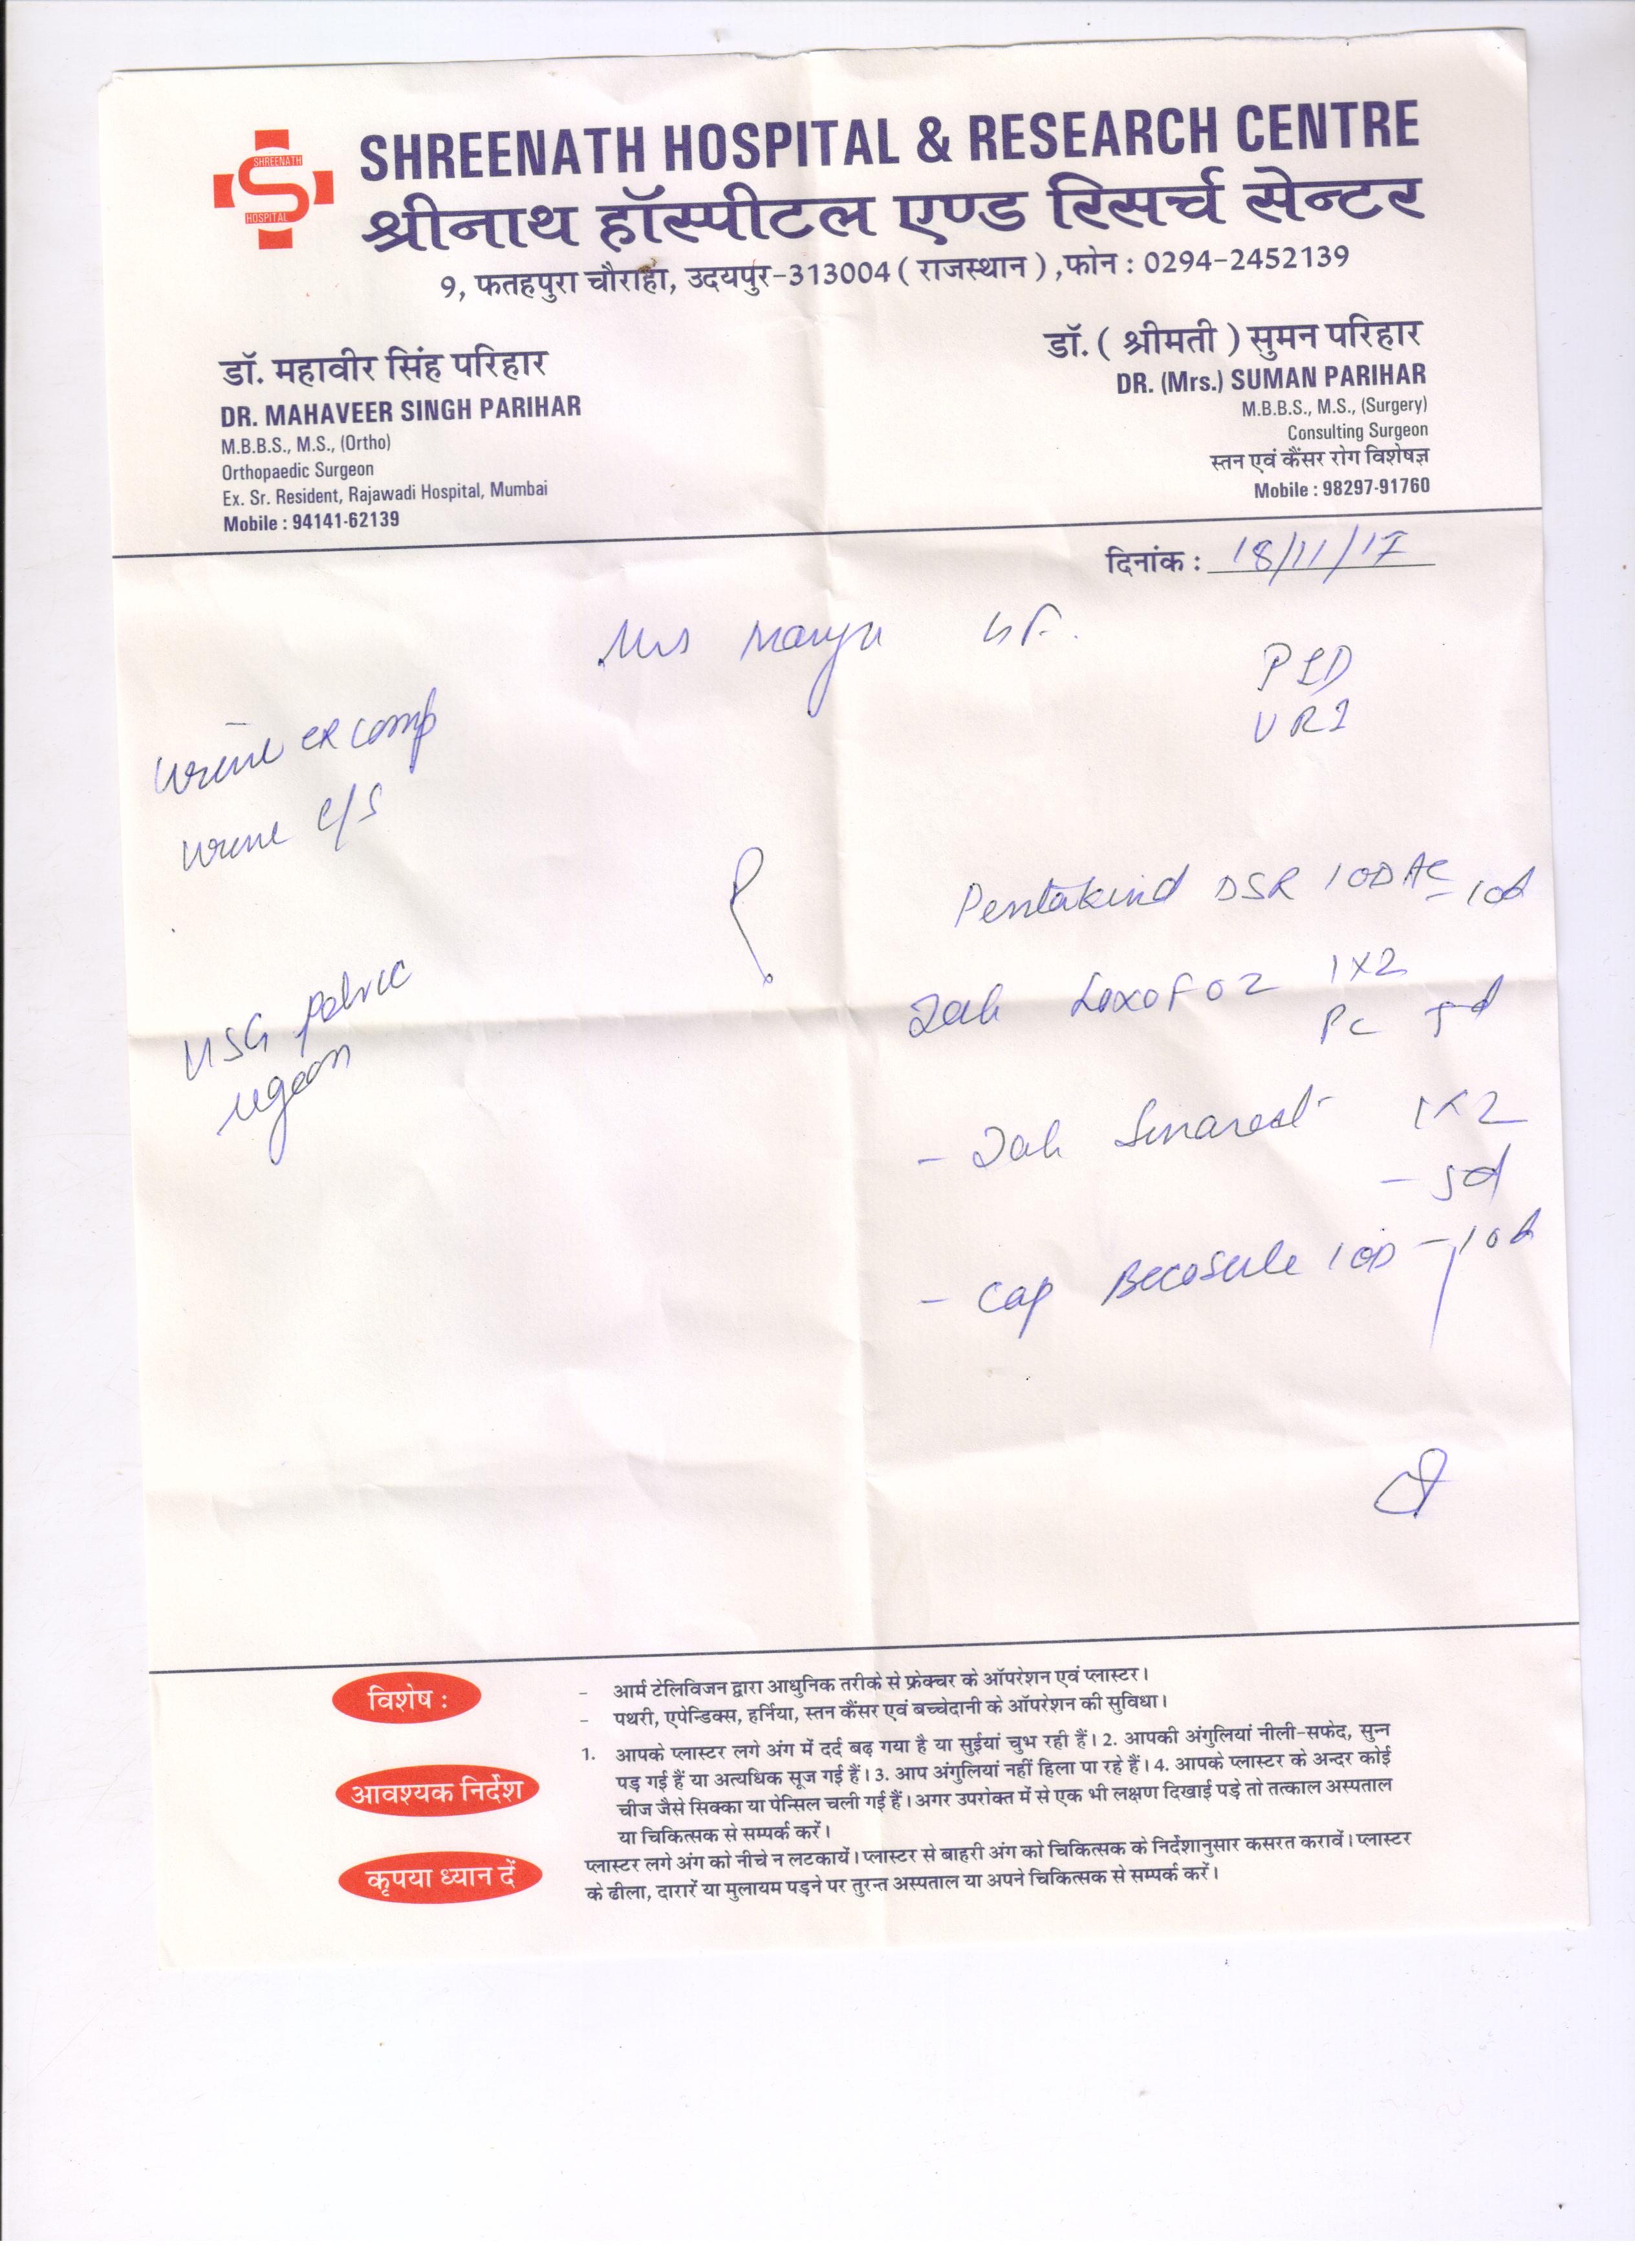 SHREENATH
HOSPITAL
SHREENATH HOSPITAL & RESEARCH CENTRE
श्रीनाथ हॉस्पीटल एण्ड रिसर्च सेन्टर
9, फतहपुरा चौराहा, उदयपुर-313004 ( राजस्थान ) ,फोन : 0294-2452139
डॉ. महावीर सिंह परिहार
DR. MAHAVEER SINGH PARIHAR
M.B.B.S., M.S., (Ortho)
Orthopaedic Surgeon
Ex. Sr. Resident, Rajawadi Hospital, Mumbai
Mobile : 94141-62139
डॉ. ( श्रीमती ) सुमन परिहार
DR. (Mrs.) SUMAN PARIHAR
M.B.B.S., M.S., (Surgery)
Consulting Surgeon
स्तन एवं कैंसर रोग विशेषज्ञ
Mobile : 98297-91760
दिनांक : 18/11/17
Mrs Manju
PID
URI
Urine ex comp
Urine c/s
USG pelvic
region
Pentakind DSR 1OD AC - 10d
Tab Loxof OZ 1x2
PC 5d
- Tab Sinarest 1x2
- 5d
- Cap Becosule 1OD - 10d
विशेष :
- आर्म टेलिविजन द्वारा आधुनिक तरीके से फ्रेक्चर के ऑपरेशन एवं प्लास्टर।
- पथरी, एपेन्डिक्स, हर्निया, स्तन कैंसर एवं बच्चेदानी के ऑपरेशन की सुविधा।
आवश्यक निर्देश
1. आपके प्लास्टर लगे अंग में दर्द बढ़ गया है या सुईयां चुभ रही हैं। 2. आपकी अंगुलियां नीली-सफेद, सुन्न
पड़ गई हैं या अत्यधिक सूज गई हैं। 3. आप अंगुलियां नहीं हिला पा रहे हैं। 4. आपके प्लास्टर के अन्दर कोई
चीज जैसे सिक्का या पेन्सिल चली गई हैं। अगर उपरोक्त में से एक भी लक्षण दिखाई पड़े तो तत्काल अस्पताल
या चिकित्सक से सम्पर्क करें।
कृपया ध्यान दें
प्लास्टर लगे अंग को नीचे न लटकायें। प्लास्टर से बाहरी अंग को चिकित्सक के निर्देशानुसार कसरत करावें। प्लास्टर
के ढीला, दारारें या मुलायम पड़ने पर तुरन्त अस्पताल या अपने चिकित्सक से सम्पर्क करें।